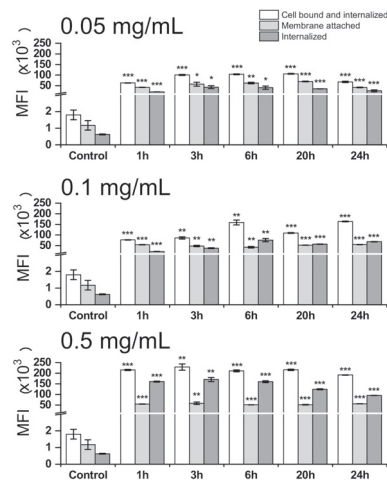 Cell bound and internalized
Membrane attached
Internalized
0.05 mg/mL
MFI (x10³)
250
200
150
100
50
2
1
0
*** *** ***
*** * *
*** ** *
*** *** ***
*** *** ***
Control 1h 3h 6h 20h 24h
0.1 mg/mL
MFI (x10³)
250
200
150
100
50
2
1
0
*** *** ***
** ** **
** ** **
*** *** ***
*** *** ***
Control 1h 3h 6h 20h 24h
0.5 mg/mL
MFI (x10³)
250
200
150
100
50
2
1
0
*** *** ***
** ** **
*** *** ***
*** *** ***
*** *** ***
Control 1h 3h 6h 20h 24h